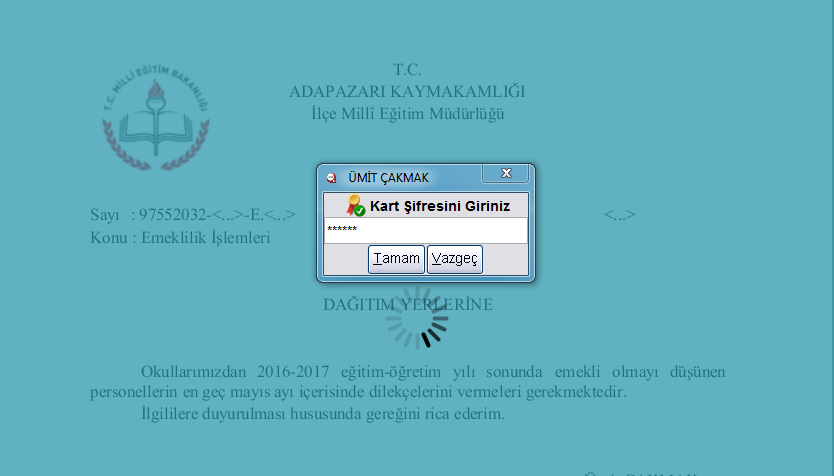 T.C. MİLLÎ EĞİTİM BAKANLIĞI
T.C.
ADAPAZARI KAYMAKAMLIĞI
İlçe Millî Eğitim Müdürlüğü
ÜMİT ÇAKMAK
Kart Şifresini Giriniz
******
Tamam Vazgeç
Sayı : 97552032-<...>-E.<...> <...>
Konu : Emeklilik İşlemleri
DAĞITIM YERLERİNE
Okullarımızdan 2016-2017 eğitim-öğretim yılı sonunda emekli olmayı düşünen
personellerin en geç mayıs ayı içerisinde dilekçelerini vermeleri gerekmektedir.
İlgililere duyurulması hususunda gereğini rica ederim.